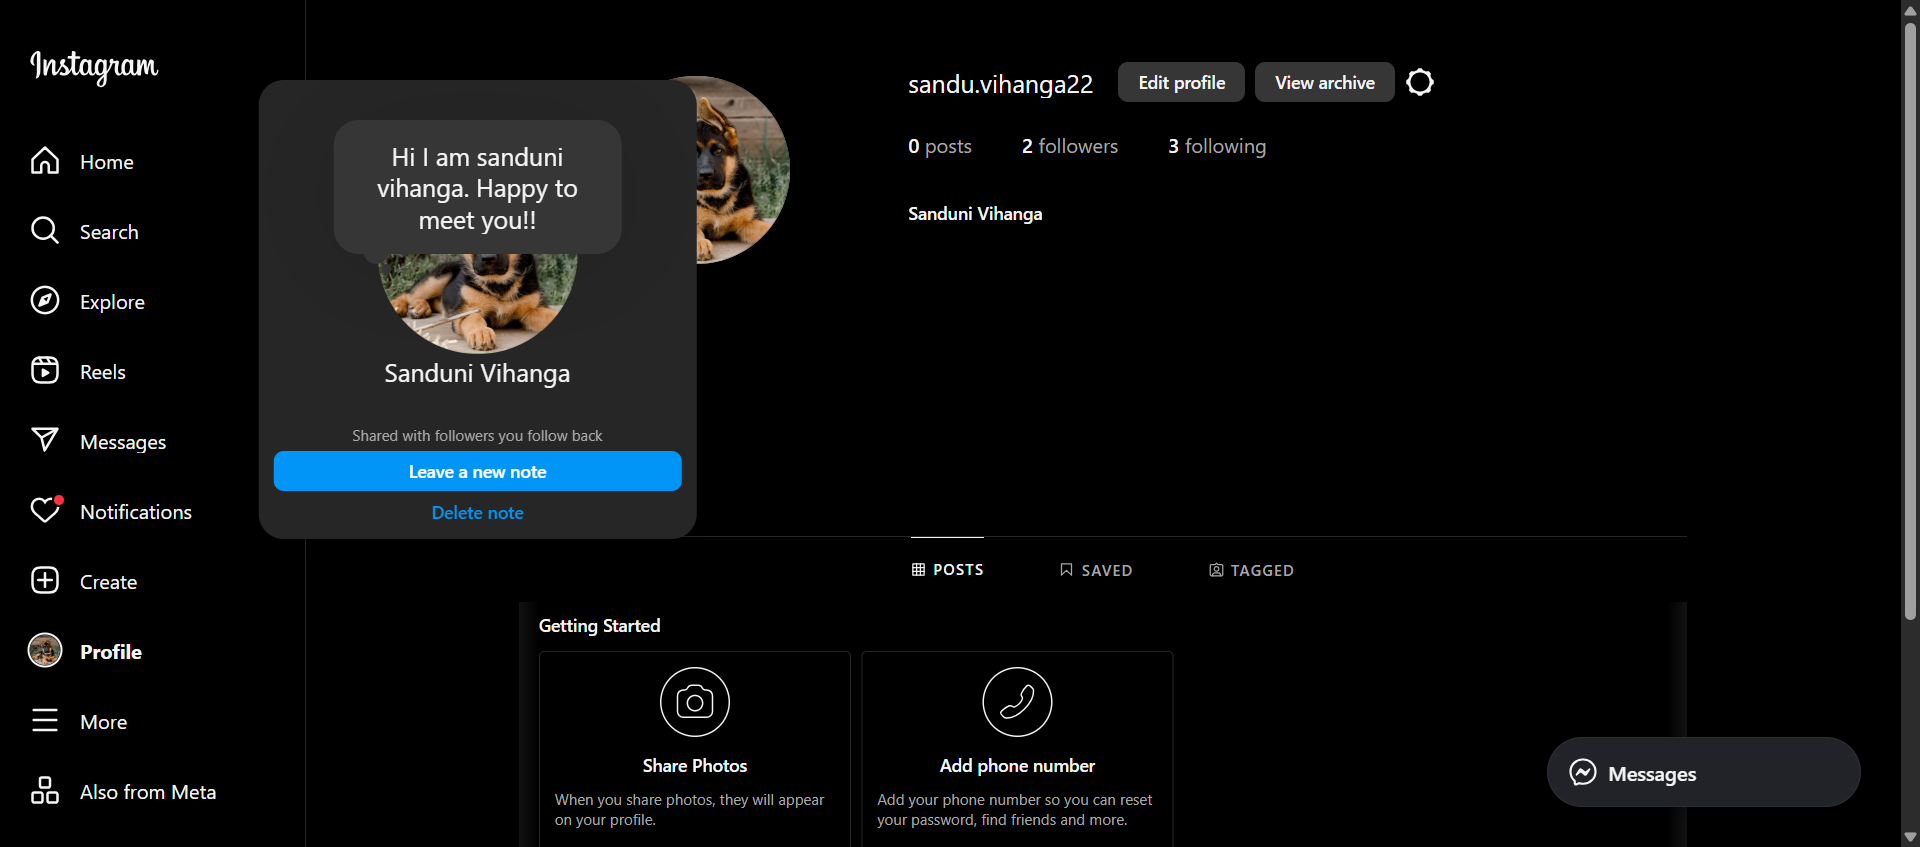 Instagram
Home
Search
Explore
Reels
Messages
Notifications
Create
Profile
More
Also from Meta
Hi I am sanduni
vihanga. Happy to
meet you!!
Sanduni Vihanga
Shared with followers you follow back
Leave a new note
Delete note
sandu.vihanga22
Edit profile
View archive
0 posts
2 followers
3 following
Sanduni Vihanga
POSTS
SAVED
TAGGED
Getting Started
Share Photos
When you share photos, they will appear
on your profile.
Add phone number
Add your phone number so you can reset
your password, find friends and more.
Messages